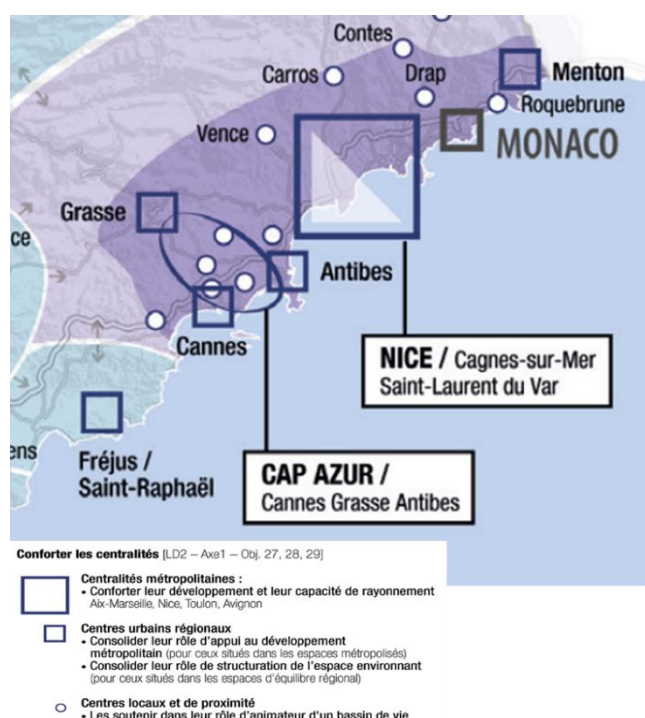 Contes
Carros
Drap
Menton
Roquebrune
MONACO
Vence
Grasse
ce
Antibes
Cannes
NICE / Cagnes-sur-Mer
Saint-Laurent du Var
ens
Fréjus /
Saint-Raphaël
CAP AZUR /
Cannes Grasse Antibes
Conforter les centralités [LD2 – Axe1 – Obj. 27, 28, 29]
Centralités métropolitaines :
• Conforter leur développement et leur capacité de rayonnement
Aix-Marseille, Nice, Toulon, Avignon
Centres urbains régionaux
• Consolider leur rôle d'appui au développement
métropolitain (pour ceux situés dans les espaces métropolisés)
• Consolider leur rôle de structuration de l'espace environnant
(pour ceux situés dans les espaces d'équilibre régional)
Centres locaux et de proximité
• Les soutenir dans leur rôle d'animateur d'un bassin de vie